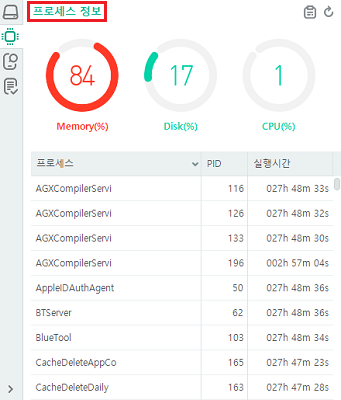 프로세스 정보
84 17 1
Memory(%) Disk(%) CPU(%)
프로세스 PID 실행시간
AGXCompilerServi 116 027h 48m 33s
AGXCompilerServi 126 027h 48m 32s
AGXCompilerServi 133 027h 48m 30s
AGXCompilerServi 196 002h 57m 04s
AppleIDAuthAgent 50 027h 48m 36s
BTServer 62 027h 48m 36s
BlueTool 103 027h 48m 34s
CacheDeleteAppCo 165 027h 47m 23s
CacheDeleteDaily 163 027h 47m 28s